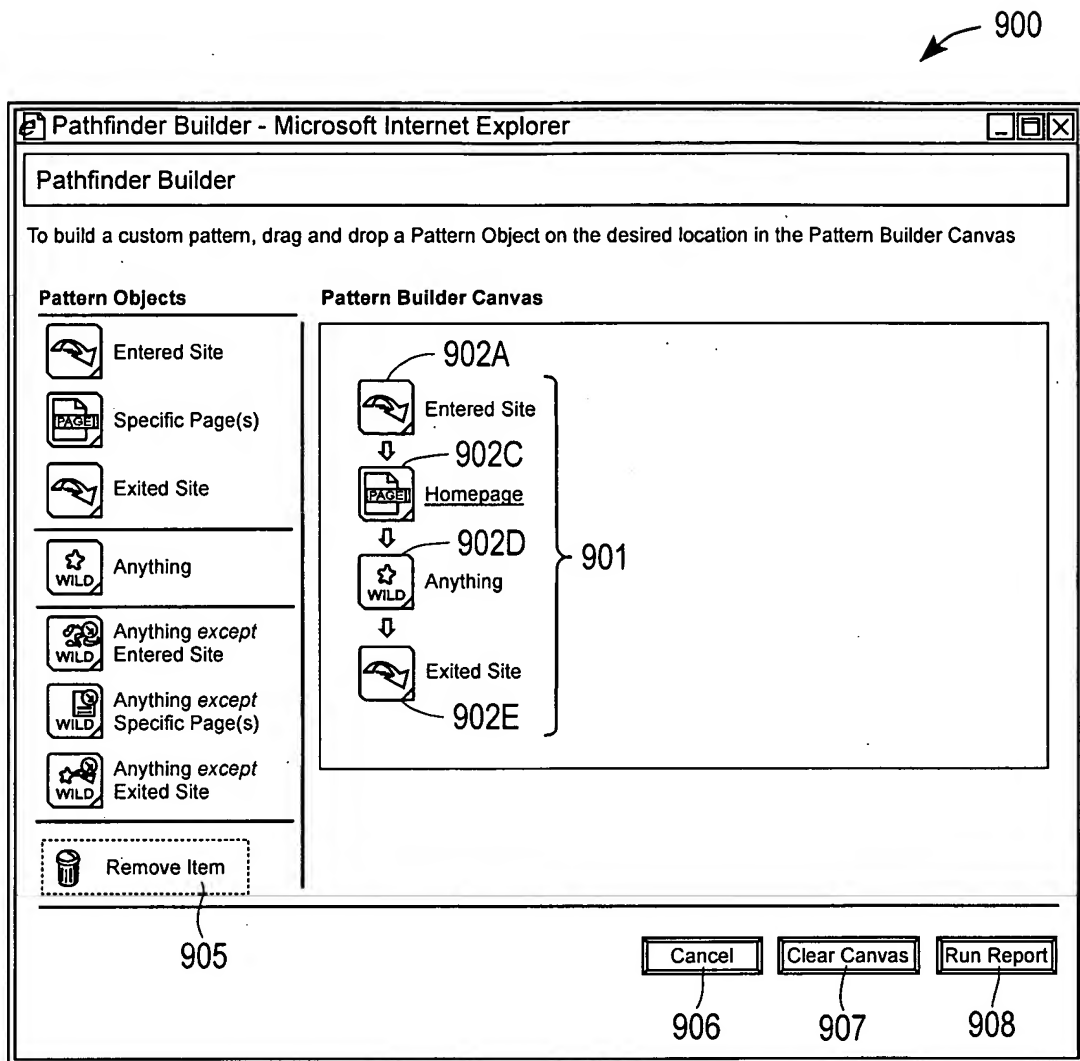 900
Pathfinder Builder - Microsoft Internet Explorer
Pathfinder Builder
To build a custom pattern, drag and drop a Pattern Object on the desired location in the Pattern Builder Canvas
Pattern Objects
Entered Site
PAGE
Specific Page(s)
Exited Site
WILD
Anything
WILD
Anything except
Entered Site
WILD
Anything except
Specific Page(s)
WILD
Anything except
Exited Site
Remove Item
905
Pattern Builder Canvas
902A
Entered Site
902C
PAGE
Homepage
902D
WILD
Anything
Exited Site
902E
901
Cancel
Clear Canvas
Run Report
906
907
908